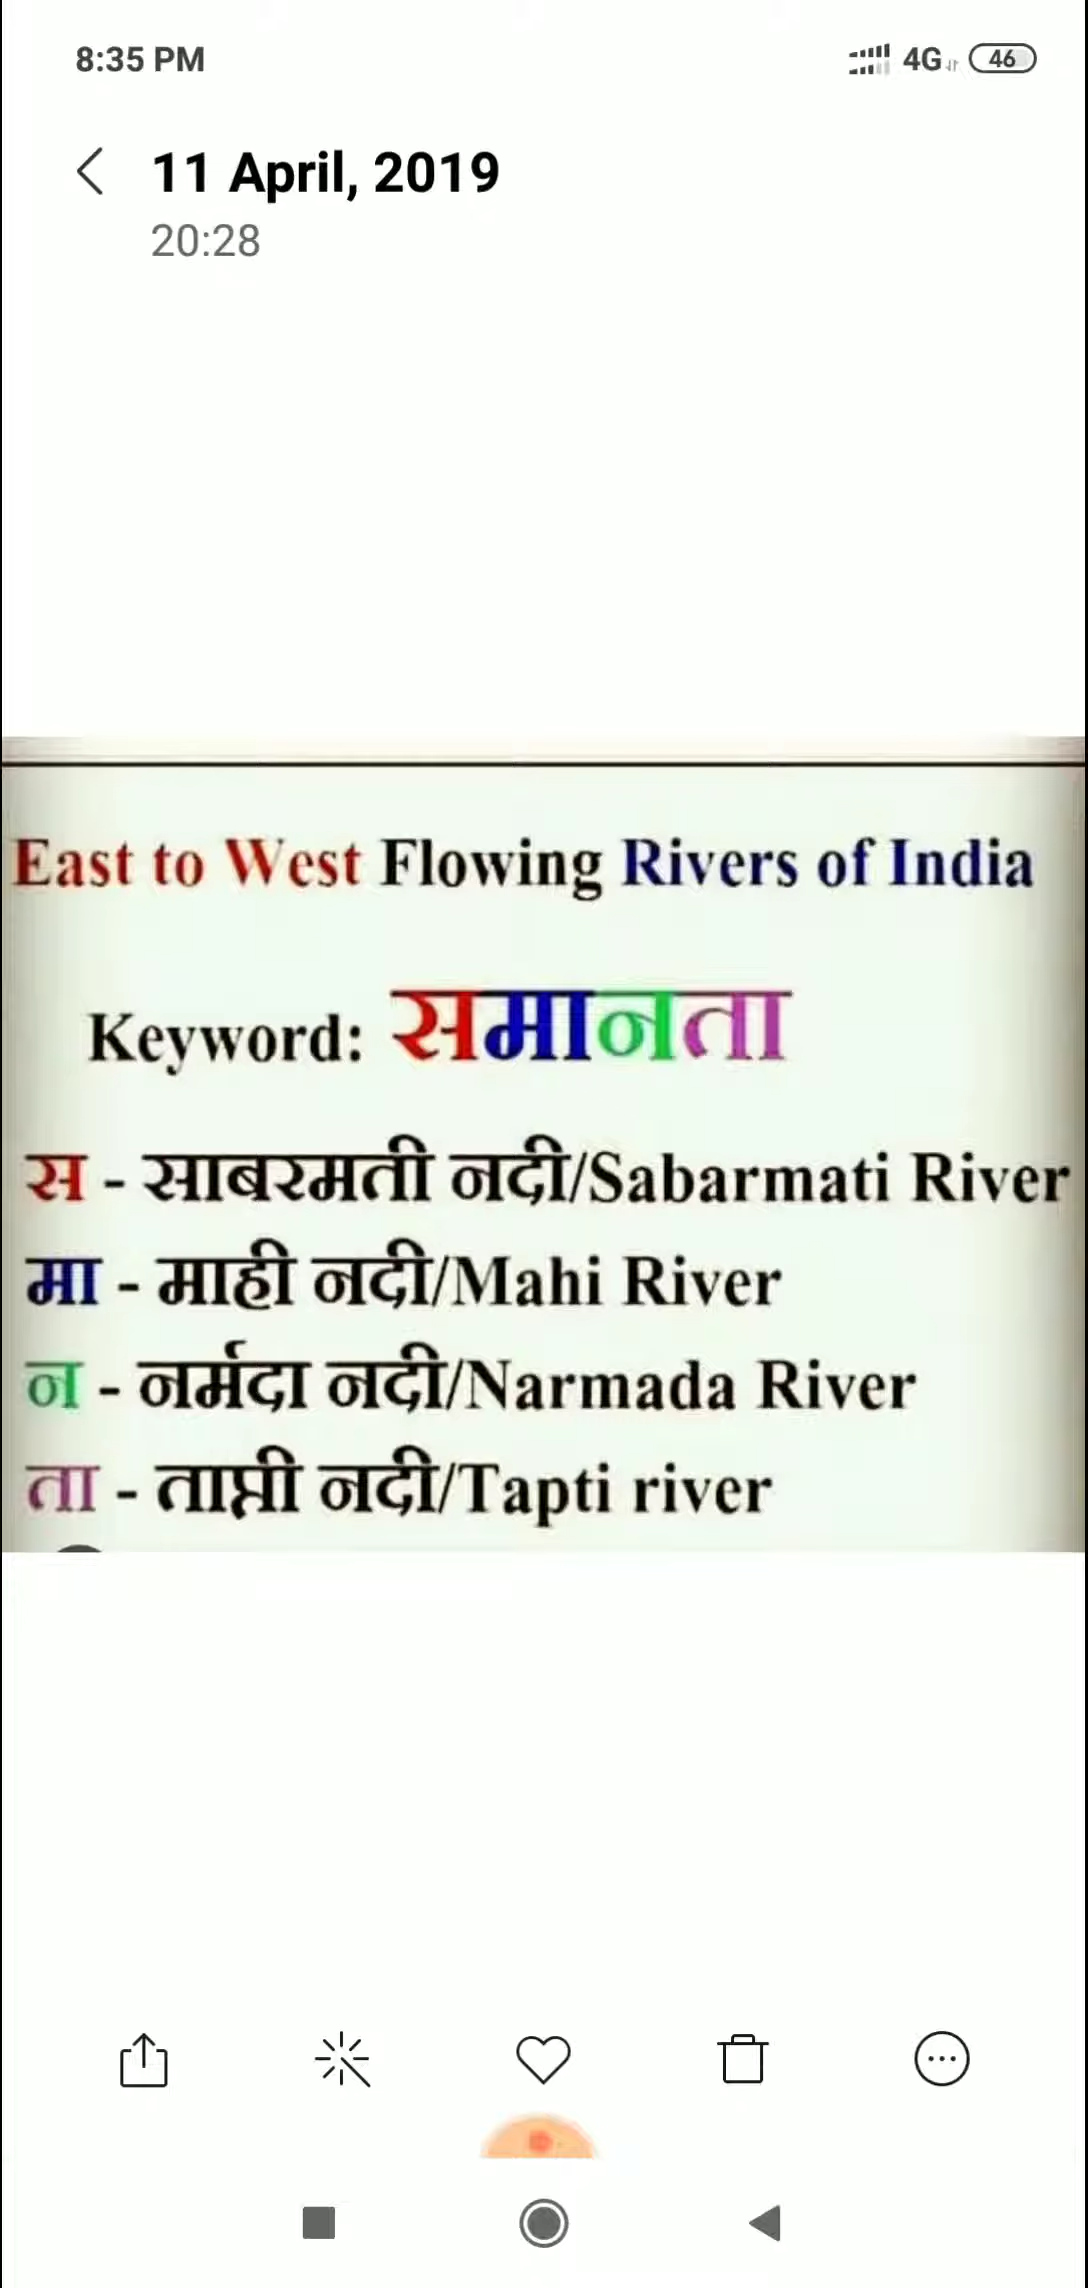 8:35 PM 4G 46
11 April, 2019
20:28
East to West Flowing Rivers of India
Keyword: समानता
स - साबरमती नदी/Sabarmati River
मा - माही नदी/Mahi River
न - नर्मदा नदी/Narmada River
ता - ताप्ती नदी/Tapti river